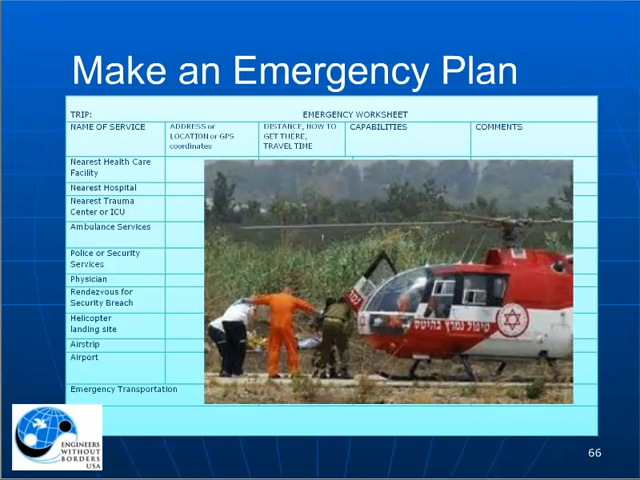 Make an Emergency Plan
TRIP: EMERGENCY WORKSHEET
NAME OF SERVICE
ADDRESS or
LOCATION or GPS
coordinates
DISTANCE, HOW TO
GET THERE,
TRAVEL TIME
CAPABILITIES
COMMENTS
Nearest Health Care
Facility
Nearest Hospital
Nearest Trauma
Center or ICU
Ambulance Services
Police or Security
Services
Physician
Rendezvous for
Security Breach
Helicopter
landing site
Airstrip
Airport
Emergency Transportation
טיפול נמרץ בהיטס
ENGINEERS
WITHOUT
BORDERS
USA
66